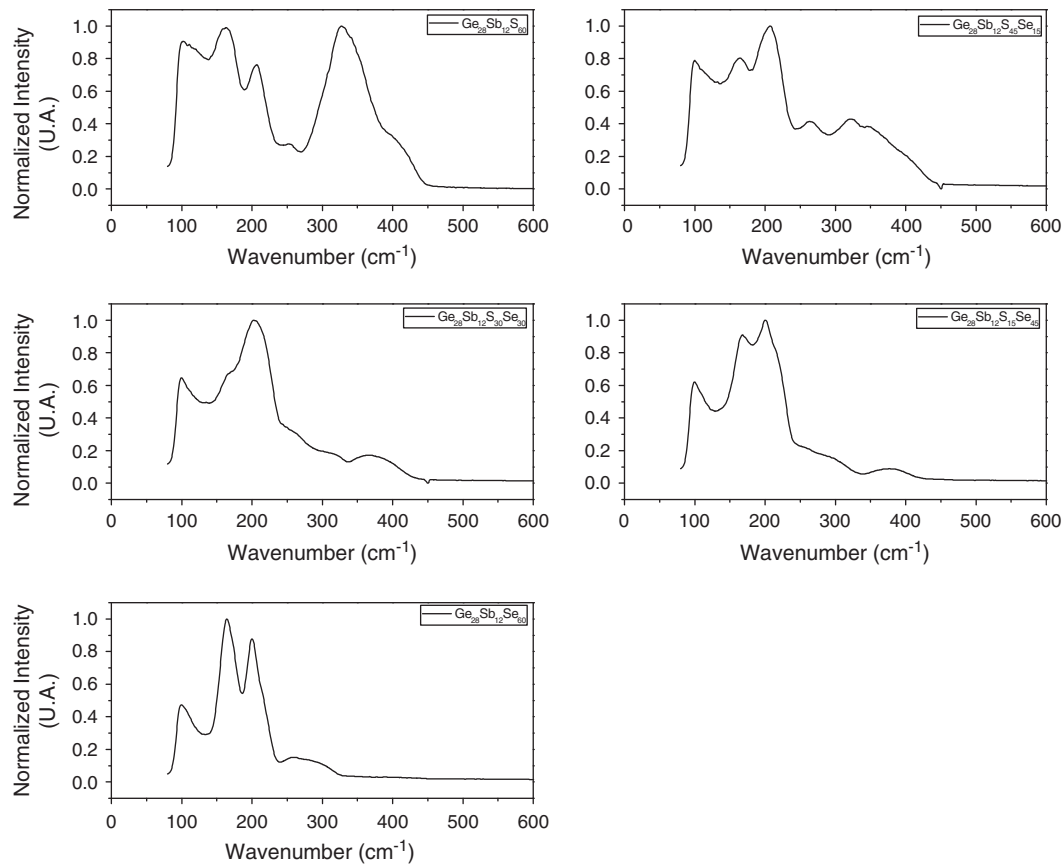 Ge₂₈Sb₁₂S₆₀
Normalized Intensity
(U.A.)
1.0
0.8
0.6
0.4
0.2
0.0
0 100 200 300 400 500 600
Wavenumber (cm⁻¹)
Ge₂₈Sb₁₂S₄₅Se₁₅
Normalized Intensity
(U.A.)
1.0
0.8
0.6
0.4
0.2
0.0
0 100 200 300 400 500 600
Wavenumber (cm⁻¹)
Ge₂₈Sb₁₂S₃₀Se₃₀
Normalized Intensity
(U.A.)
1.0
0.8
0.6
0.4
0.2
0.0
0 100 200 300 400 500 600
Wavenumber (cm⁻¹)
Ge₂₈Sb₁₂S₁₅Se₄₅
Normalized Intensity
(U.A.)
1.0
0.8
0.6
0.4
0.2
0.0
0 100 200 300 400 500 600
Wavenumber (cm⁻¹)
Ge₂₈Sb₁₂Se₆₀
Normalized Intensity
(U.A.)
1.0
0.8
0.6
0.4
0.2
0.0
0 100 200 300 400 500 600
Wavenumber (cm⁻¹)